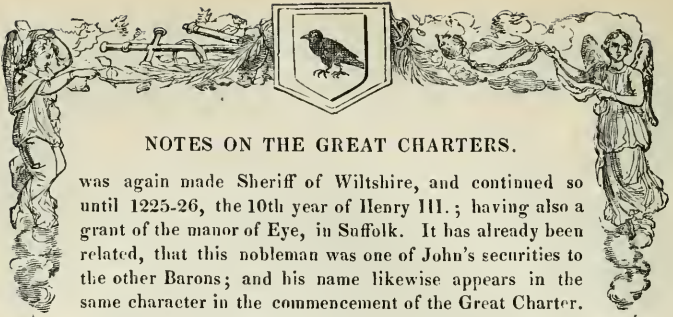 NOTES ON THE GREAT CHARTERS.
was again made Sheriff of Wiltshire, and continued so
until 1225-26, the 10th year of Henry III. ; having also a
grant of the manor of Eye, in Suffolk. It has already been
related, that this nobleman was one of John's securities to
the other Barons; and his name likewise appears in the
same character in the commencement of the Great Charter.